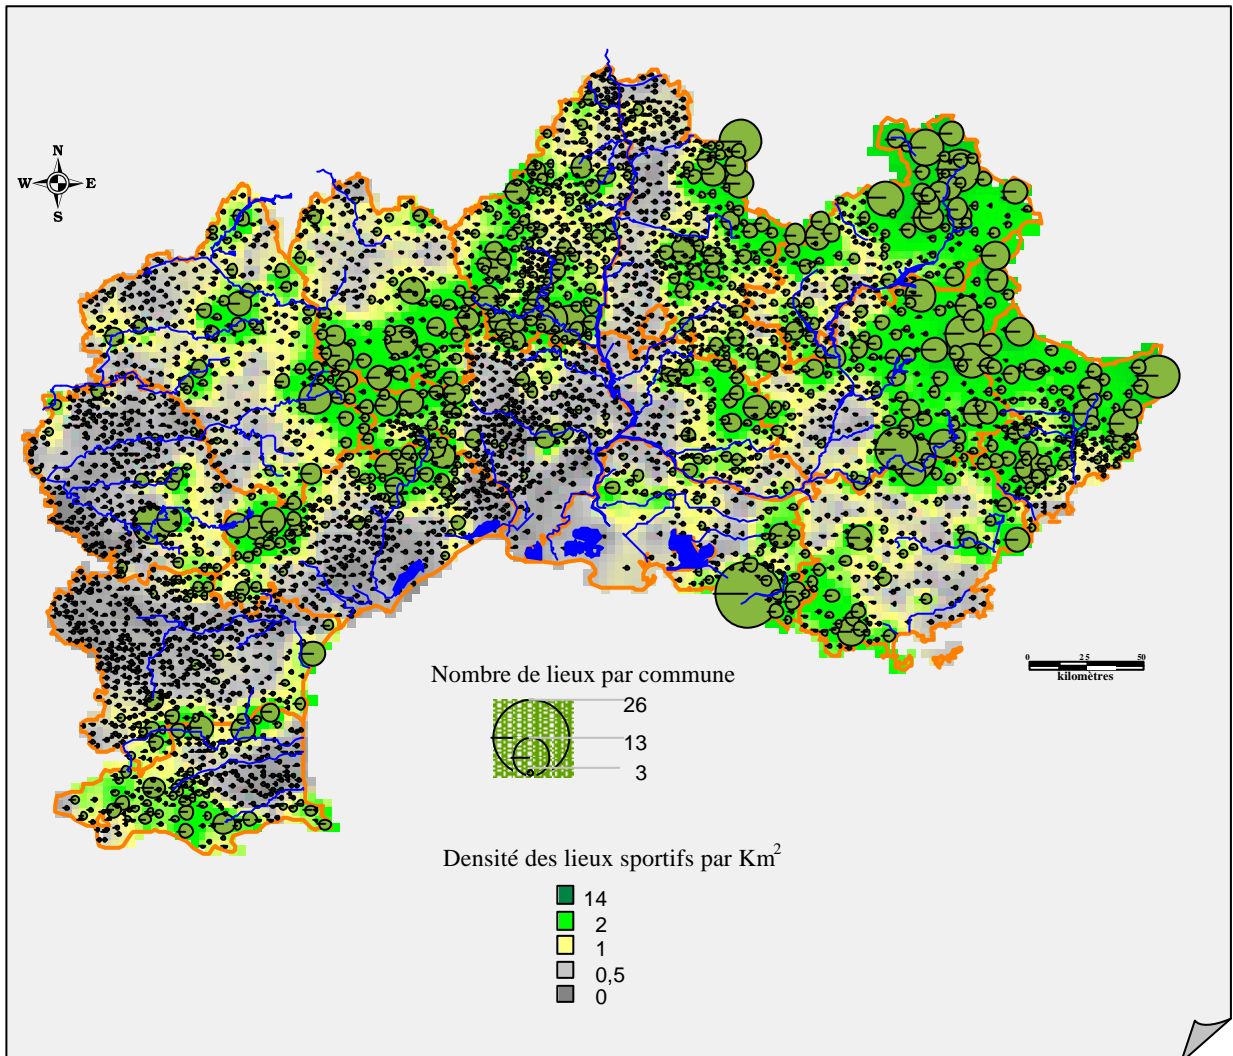 N
W E
S
0 25 50
kilomètres
Nombre de lieux par commune
26
13
3
Densité des lieux sportifs par Km²
14
2
1
0,5
0